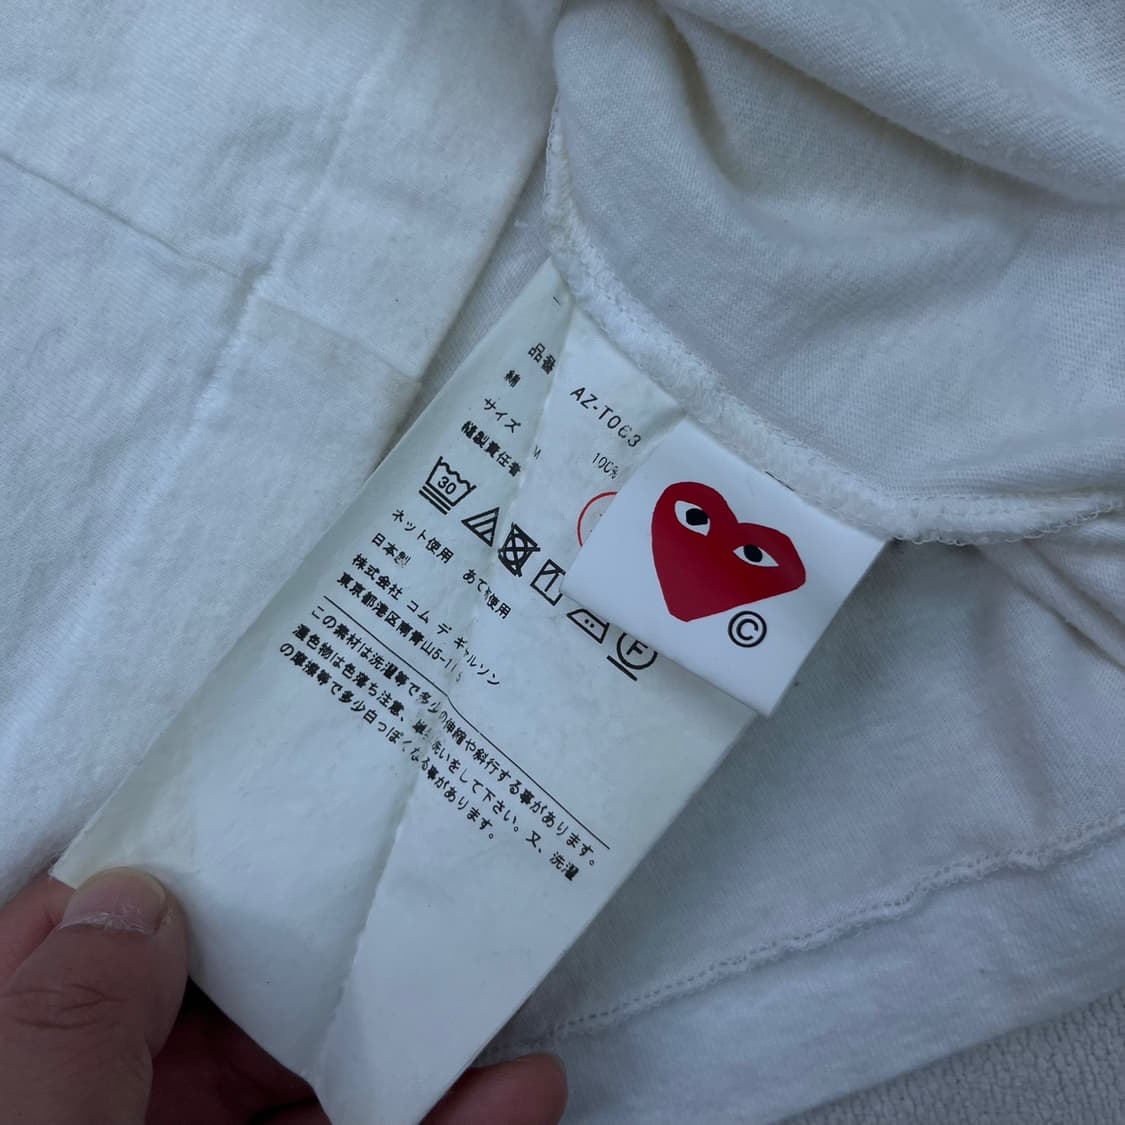 品番 AZ-T063
綿 100%
サイズ M
縫製責任者
30
ネット使用 あて布使用
日本製
株式会社 コム デ ギャルソン
東京都港区南青山5-11-5
この素材は洗濯等で多少の伸縮や斜行する事があります。
濃色物は色落ち注意、単品洗いをして下さい。又、洗濯
の摩擦等で多少白っぽくなる事があります。
F
©